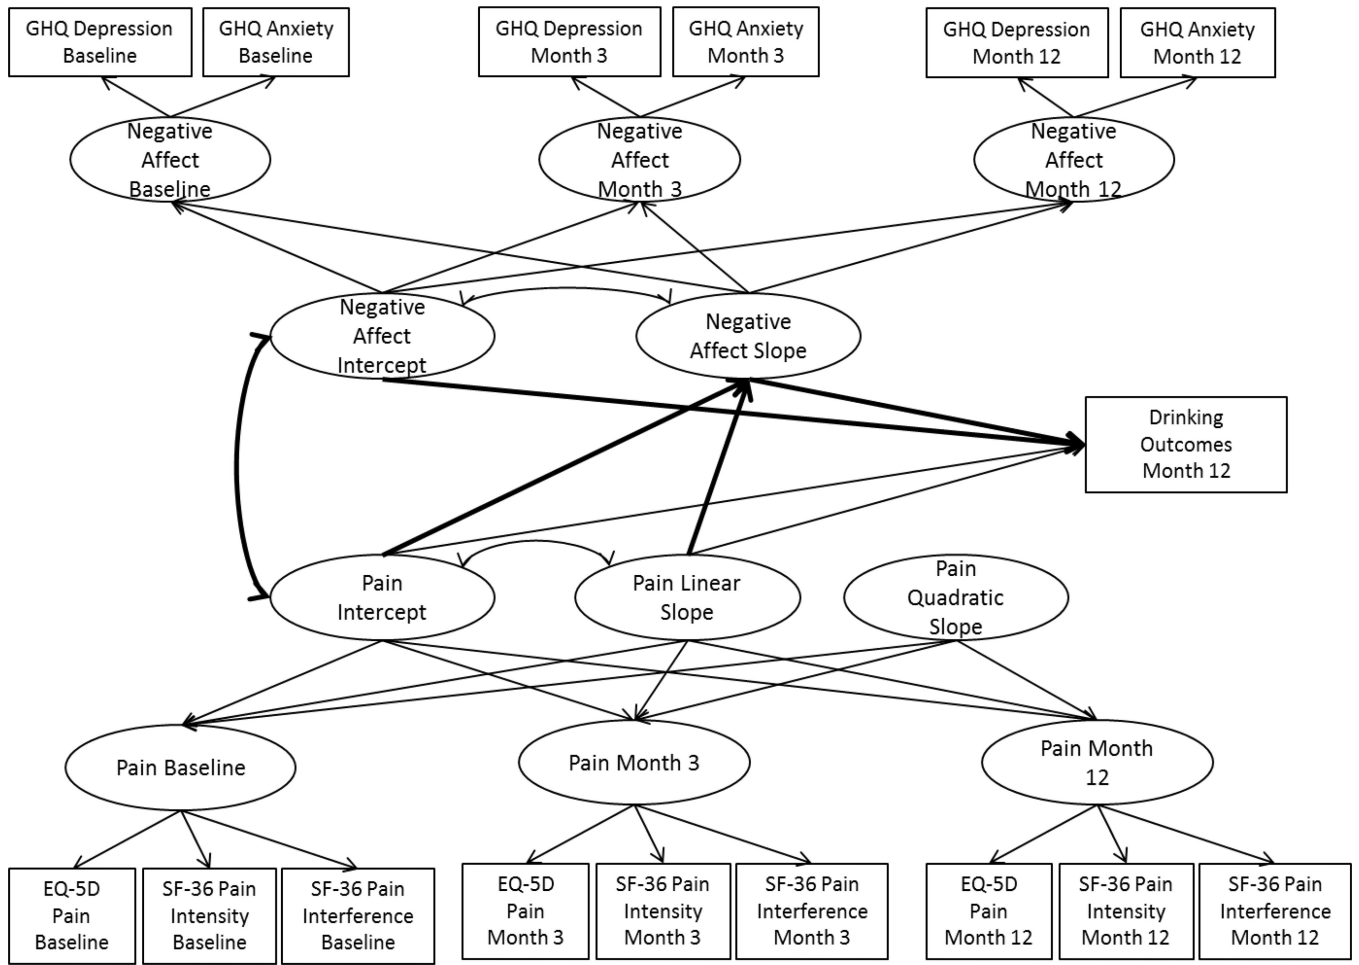 GHQ Depression
Baseline
GHQ Anxiety
Baseline
GHQ Depression
Month 3
GHQ Anxiety
Month 3
GHQ Depression
Month 12
GHQ Anxiety
Month 12
Negative
Affect
Baseline
Negative
Affect
Month 3
Negative
Affect
Month 12
Negative
Affect
Intercept
Negative
Affect Slope
Drinking
Outcomes
Month 12
Pain
Intercept
Pain Linear
Slope
Pain
Quadratic
Slope
Pain Baseline
Pain Month 3
Pain Month
12
EQ-5D
Pain
Baseline
SF-36 Pain
Intensity
Baseline
SF-36 Pain
Interference
Baseline
EQ-5D
Pain
Month 3
SF-36 Pain
Intensity
Month 3
SF-36 Pain
Interference
Month 3
EQ-5D
Pain
Month 12
SF-36 Pain
Intensity
Month 12
SF-36 Pain
Interference
Month 12